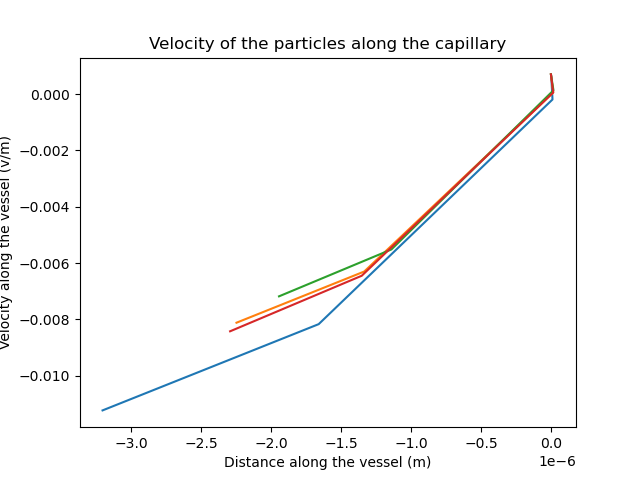 Velocity of the particles along the capillary
Velocity along the vessel (v/m)
0.000
−0.002
−0.004
−0.006
−0.008
−0.010
−3.0 −2.5 −2.0 −1.5 −1.0 −0.5 0.0
1e−6
Distance along the vessel (m)